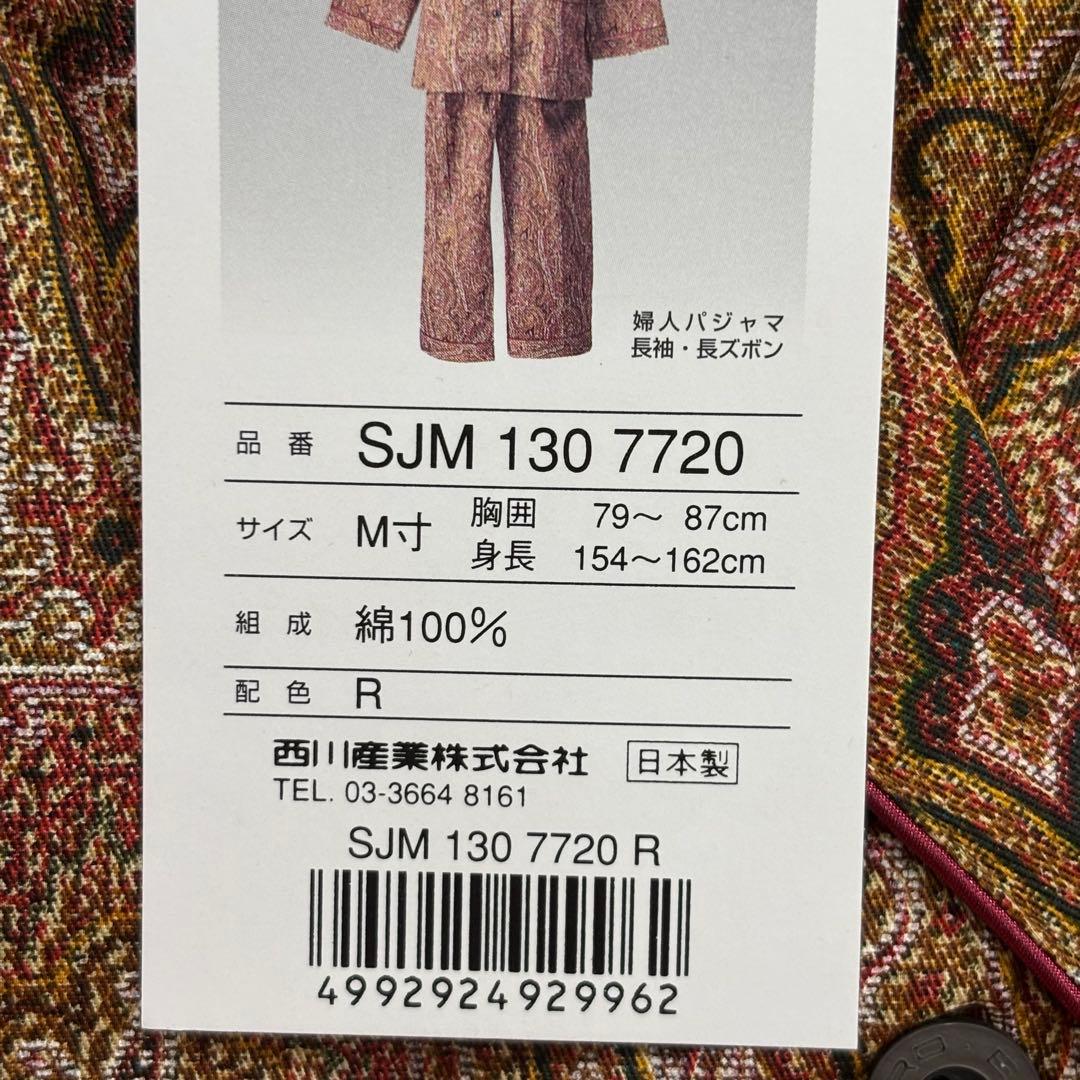 婦人パジャマ
長袖・長ズボン
品番 SJM 130 7720
サイズ M寸 胸囲 79〜 87cm
身長 154〜162cm
組成 綿100%
配色 R
西川産業株式会社 日本製
TEL. 03-3664 8161
SJM 130 7720 R
4992924929962